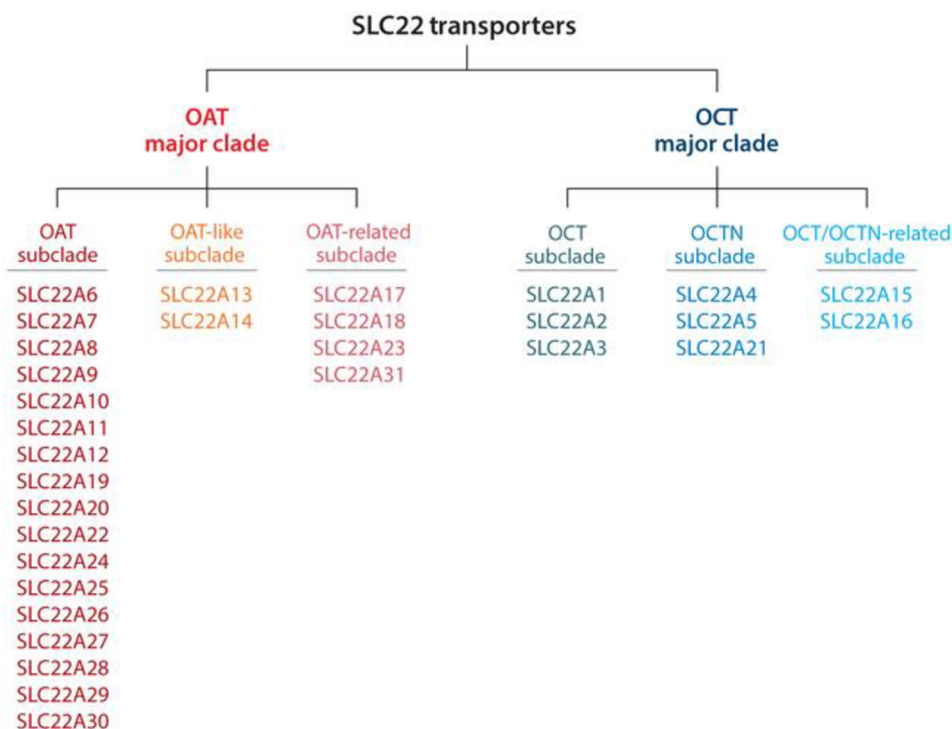 SLC22 transporters
OAT
major clade
OCT
major clade
OAT
subclade
OAT-like
subclade
OAT-related
subclade
OCT
subclade
OCTN
subclade
OCT/OCTN-related
subclade
SLC22A6
SLC22A7
SLC22A8
SLC22A9
SLC22A10
SLC22A11
SLC22A12
SLC22A19
SLC22A20
SLC22A22
SLC22A24
SLC22A25
SLC22A26
SLC22A27
SLC22A28
SLC22A29
SLC22A30
SLC22A13
SLC22A14
SLC22A17
SLC22A18
SLC22A23
SLC22A31
SLC22A1
SLC22A2
SLC22A3
SLC22A4
SLC22A5
SLC22A21
SLC22A15
SLC22A16